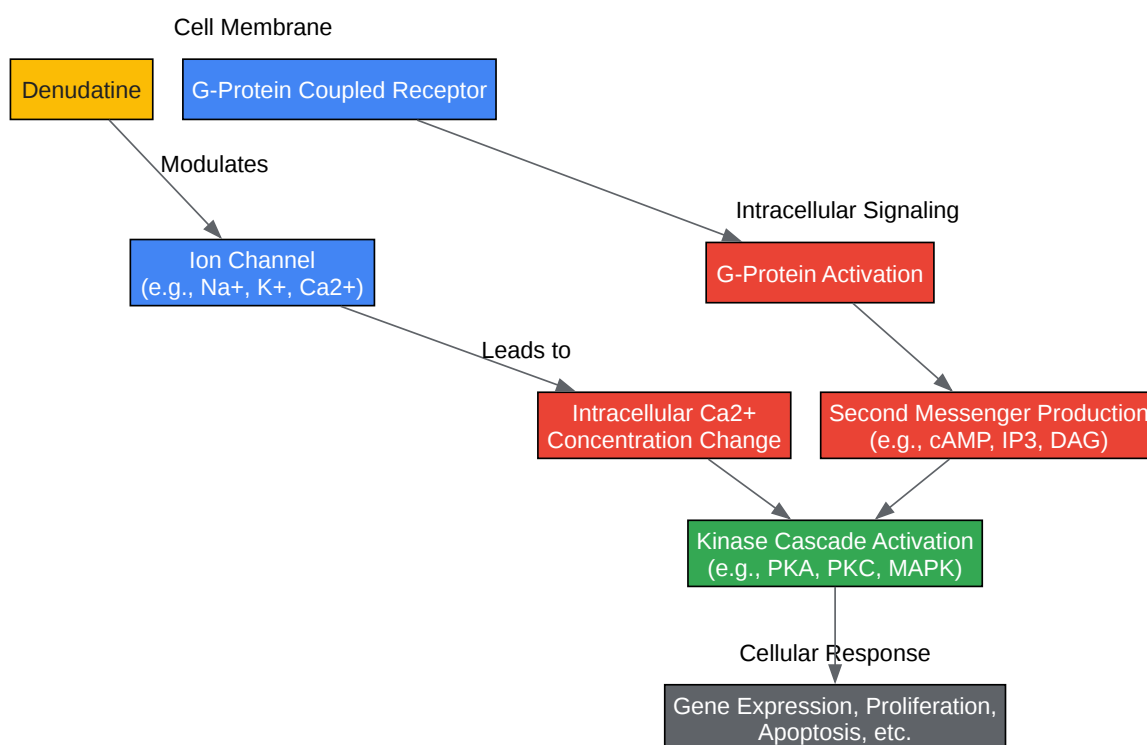 Cell Membrane
Denudatine
G-Protein Coupled Receptor
Modulates
Intracellular Signaling
Ion Channel
(e.g., Na+, K+, Ca2+)
G-Protein Activation
Leads to
Intracellular Ca2+
Concentration Change
Second Messenger Production
(e.g., cAMP, IP3, DAG)
Kinase Cascade Activation
(e.g., PKA, PKC, MAPK)
Cellular Response
Gene Expression, Proliferation,
Apoptosis, etc.